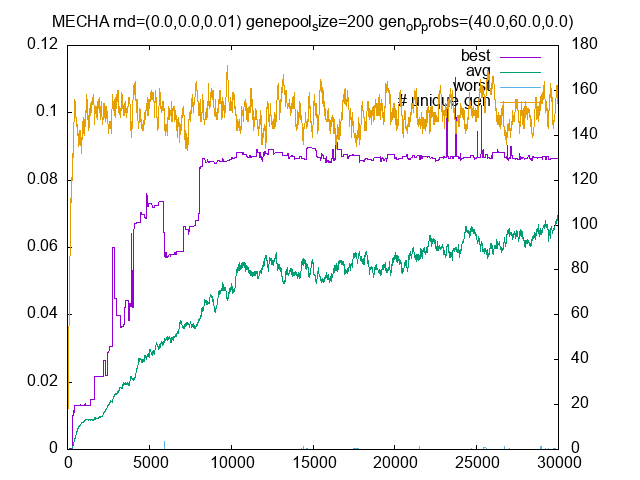 MECHA rnd=(0.0,0.0,0.01) genepool_size=200 gen_op_probs=(40.0,60.0,0.0)
0.12 180
best
avg
worst 160
# unique gen
0.1 140
0.08 120
0.06 100
80
0.04 60
0.02 40
20
0 0
0 5000 10000 15000 20000 25000 30000